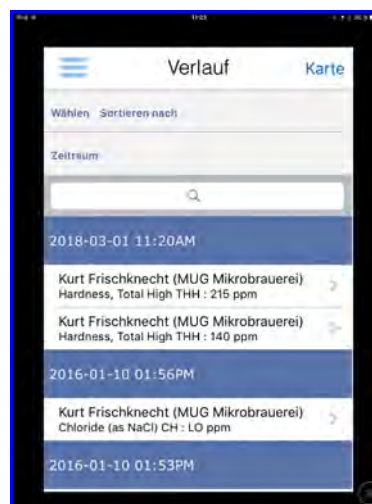 11:23
Verlauf
Karte
Wählen Sortieren nach
Zeitraum
2018-03-01 11:20AM
Kurt Frischknecht (MUG Mikrobrauerei)
Hardness, Total High THH : 215 ppm
Kurt Frischknecht (MUG Mikrobrauerei)
Hardness, Total High THH : 140 ppm
2016-01-10 01:56PM
Kurt Frischknecht (MUG Mikrobrauerei)
Chloride (as NaCl) CH : LO ppm
2016-01-10 01:53PM